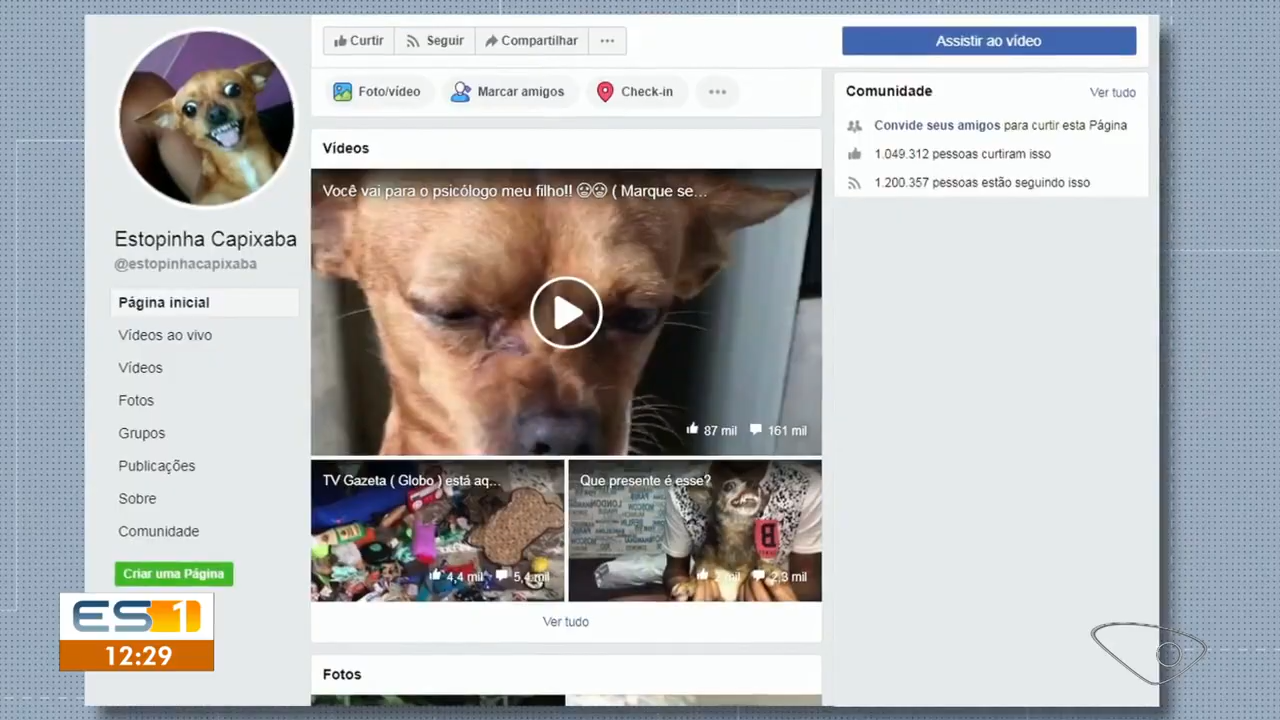 Curtir
Seguir
Compartilhar
Assistir ao vídeo
Foto/vídeo
Marcar amigos
Check-in
Comunidade
Ver tudo
Convide seus amigos para curtir esta Página
1.049.312 pessoas curtiram isso
1.200.357 pessoas estão seguindo isso
Estopinha Capixaba
@estopinhacapixaba
Página inicial
Vídeos ao vivo
Vídeos
Fotos
Grupos
Publicações
Sobre
Comunidade
Criar uma Página
Vídeos
Você vai para o psicólogo meu filho!! ( Marque se...
87 mil
161 mil
TV Gazeta ( Globo ) está aq...
4,4 mil
5,4 mil
Que presente é esse?
2 mil
2,3 mil
Ver tudo
Fotos
ES1
12:29